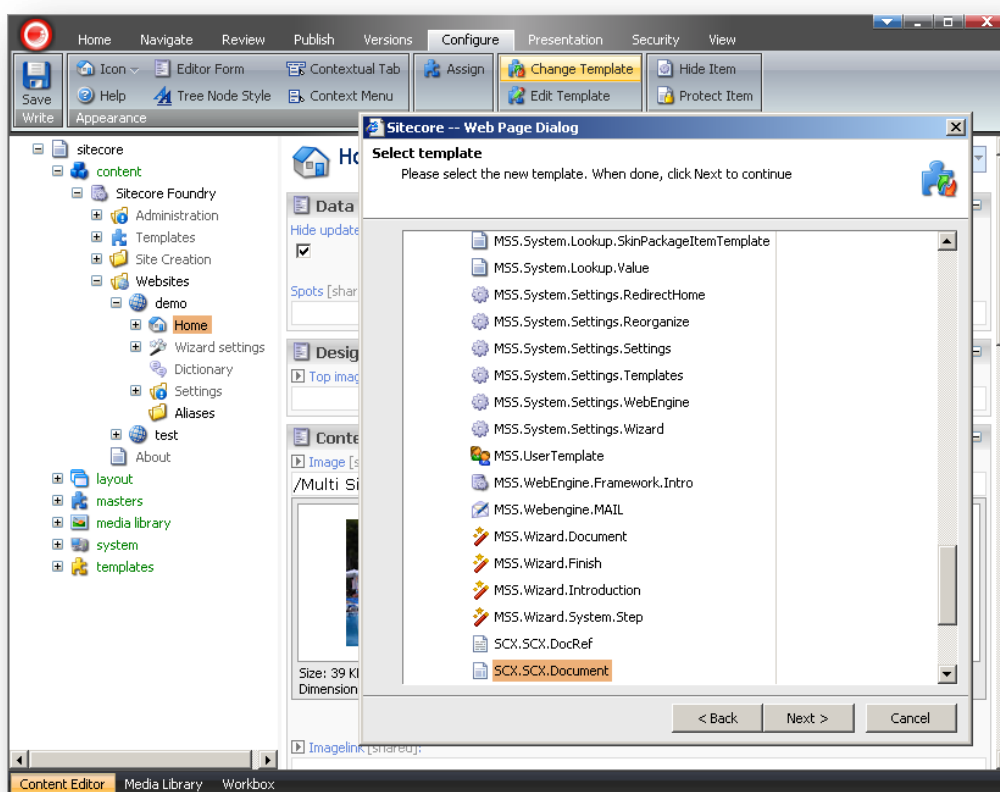 Home Navigate Review Publish Versions Configure Presentation Security View
Save
Write
Icon
Help
Editor Form
Tree Node Style
Contextual Tab
Context Menu
Appearance
Assign
Change Template
Edit Template
Hide Item
Protect Item
sitecore
content
Sitecore Foundry
Administration
Templates
Site Creation
Websites
demo
Home
Wizard settings
Dictionary
Settings
Aliases
test
About
layout
masters
media library
system
templates
Data
Hide update
Spots [shar
Desig
Top imag
Conte
Image [s
/Multi Si
Size: 39 K
Dimension
Imagelink [shared]:
Sitecore -- Web Page Dialog
Select template
Please select the new template. When done, click Next to continue
MSS.System.Lookup.SkinPackageItemTemplate
MSS.System.Lookup.Value
MSS.System.Settings.RedirectHome
MSS.System.Settings.Reorganize
MSS.System.Settings.Settings
MSS.System.Settings.Templates
MSS.System.Settings.WebEngine
MSS.System.Settings.Wizard
MSS.UserTemplate
MSS.WebEngine.Framework.Intro
MSS.Webengine.MAIL
MSS.Wizard.Document
MSS.Wizard.Finish
MSS.Wizard.Introduction
MSS.Wizard.System.Step
SCX.SCX.DocRef
SCX.SCX.Document
< Back Next > Cancel
Content Editor Media Library Workbox